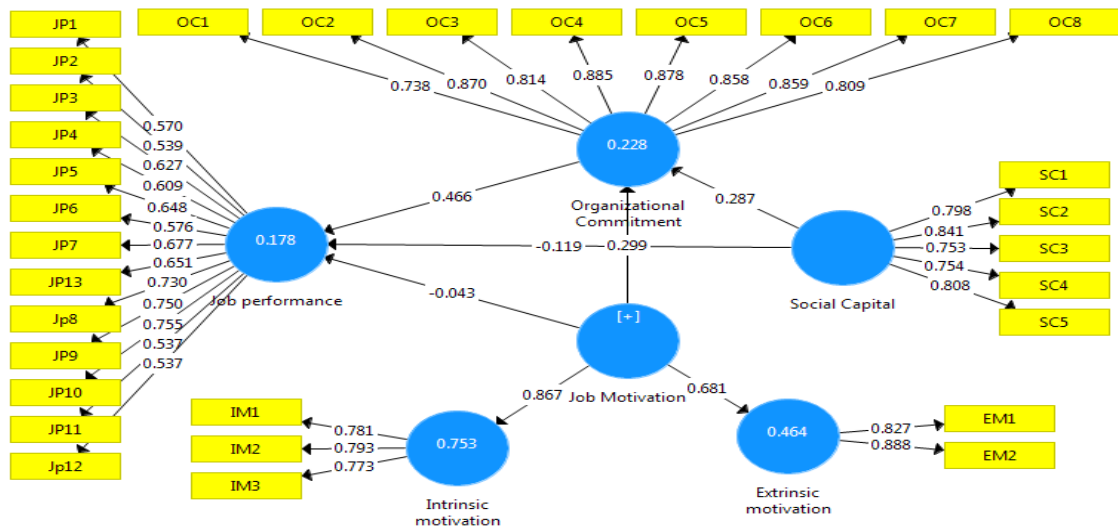 JP1
JP2
JP3
JP4
JP5
JP6
JP7
JP13
Jp8
JP9
JP10
JP11
Jp12
OC1
OC2
OC3
OC4
OC5
OC6
OC7
OC8
0.738
0.870
0.814
0.885
0.878
0.858
0.859
0.809
0.570
0.539
0.627
0.609
0.648
0.576
0.677
0.651
0.730
0.750
0.755
0.537
0.537
0.228
Organizational
Commitment
0.466
0.287
0.178
Job performance
-0.119
0.299
-0.043
Social Capital
0.798
0.841
0.753
0.754
0.808
SC1
SC2
SC3
SC4
SC5
[+]
Job Motivation
0.867
0.681
IM1
IM2
IM3
0.781
0.793
0.773
0.753
Intrinsic
motivation
0.464
Extrinsic
motivation
0.827
0.888
EM1
EM2